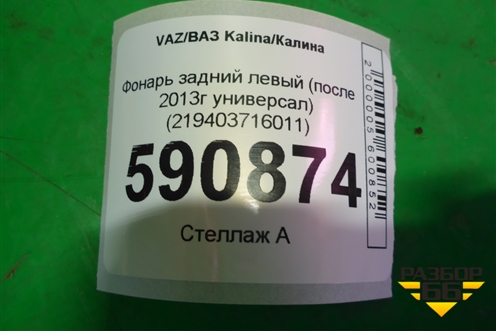 VAZ/ВАЗ Kalina/Калина
Фонарь задний левый (после
2013г универсал)
(219403716011)
590874
Стеллаж А
2000005600852
РАЗБОР
66